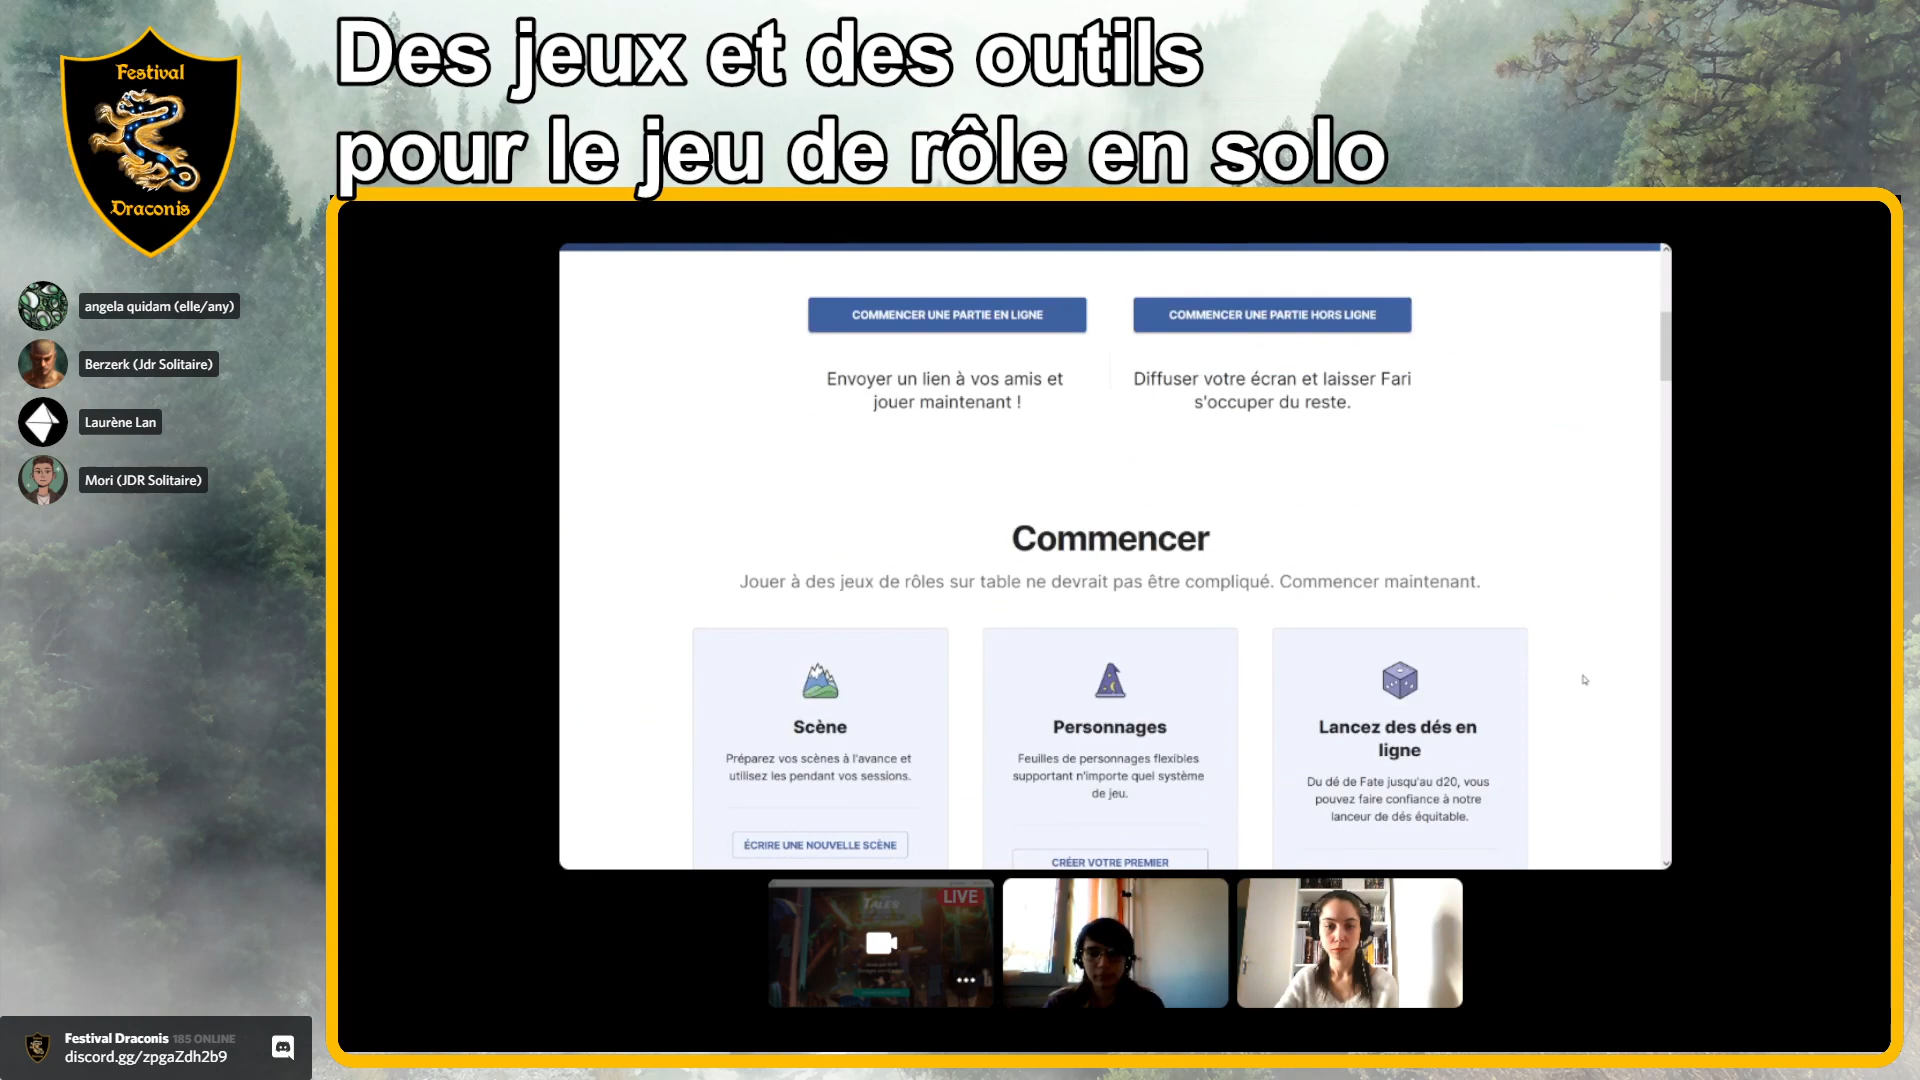 Des jeux et des outils
pour le jeu de rôle en solo
Festival
Draconis
angela quidam (elle/any)
Berzerk (Jdr Solitaire)
Laurène Lan
Mori (JDR Solitaire)
COMMENCER UNE PARTIE EN LIGNE
Envoyer un lien à vos amis et
jouer maintenant !
COMMENCER UNE PARTIE HORS LIGNE
Diffuser votre écran et laisser Fari
s'occuper du reste.
Commencer
Jouer à des jeux de rôles sur table ne devrait pas être compliqué. Commencer maintenant.
Scène
Préparez vos scènes à l'avance et
utilisez les pendant vos sessions.
ÉCRIRE UNE NOUVELLE SCÈNE
Personnages
Feuilles de personnages flexibles
supportant n'importe quel système
de jeu.
CRÉER VOTRE PREMIER
Lancez des dés en
ligne
Du dé de Fate jusqu'au d20, vous
pouvez faire confiance à notre
lanceur de dés équitable.
TALES
LIVE
Festival Draconis 185 ONLINE
discord.gg/zpgaZdh2b9